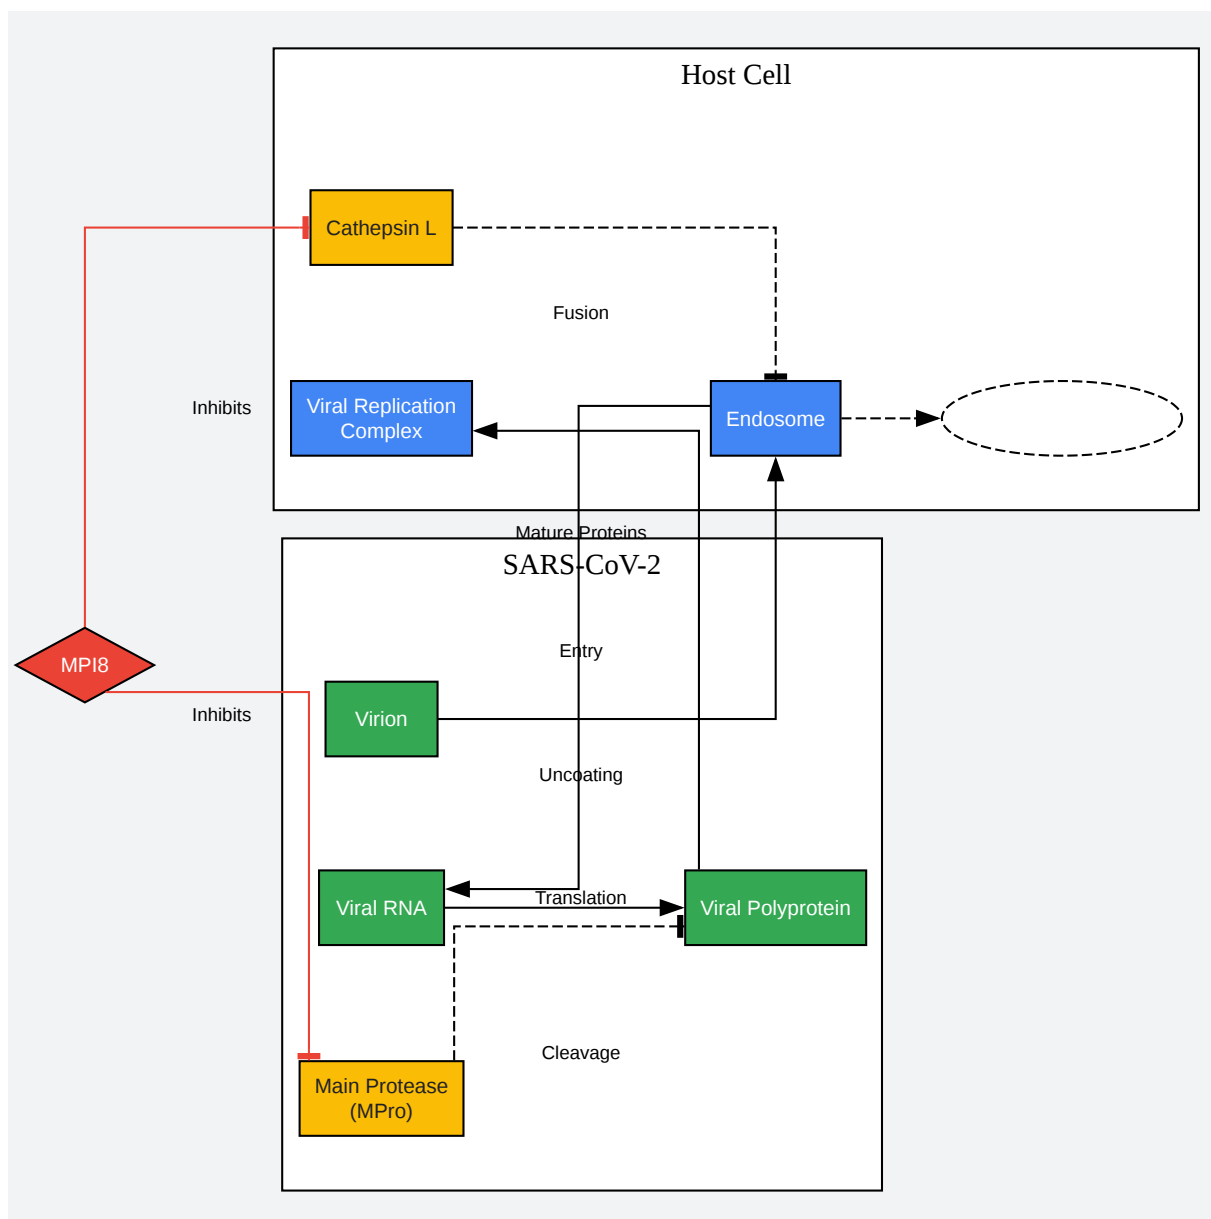 Host Cell
Cathepsin L
Fusion
Inhibits
Viral Replication
Complex
Endosome
Mature Proteins
SARS-CoV-2
Entry
MPI8
Inhibits
Virion
Uncoating
Viral RNA
Translation
Viral Polyprotein
Cleavage
Main Protease
(MPro)